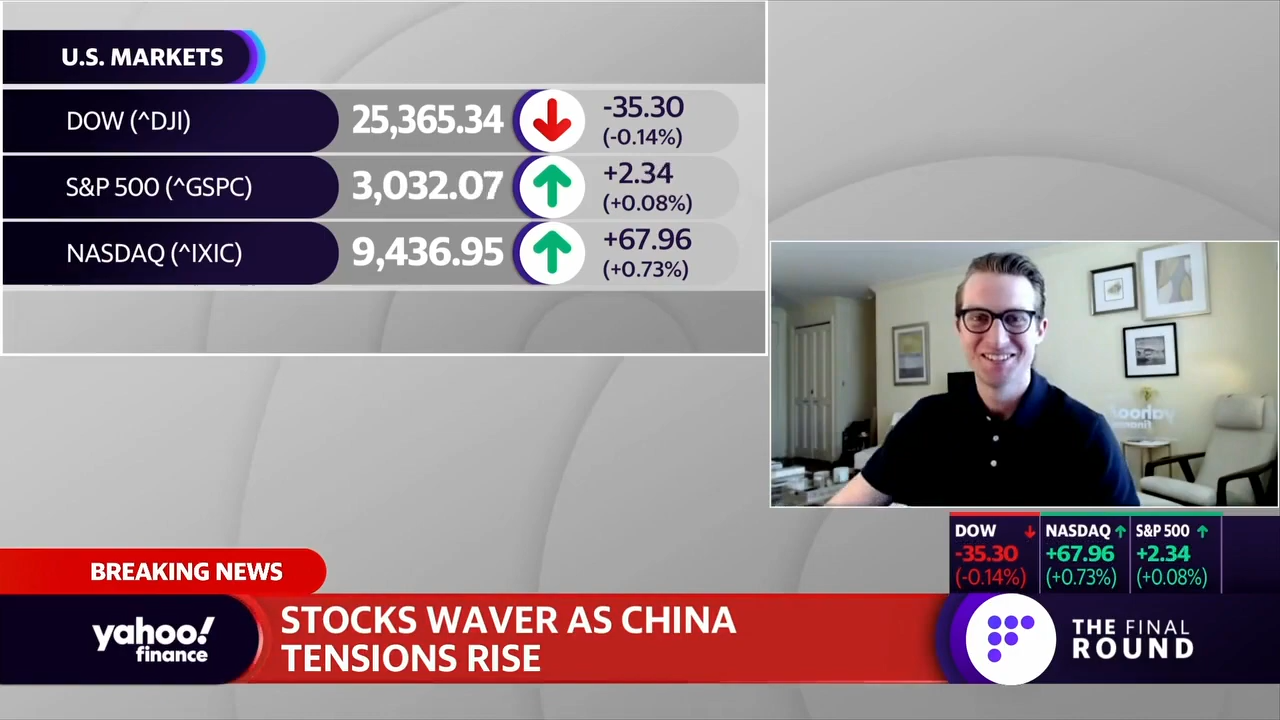 U.S. MARKETS
DOW (^DJI) 25,365.34 -35.30
(-0.14%)
S&P 500 (^GSPC) 3,032.07 +2.34
(+0.08%)
NASDAQ (^IXIC) 9,436.95 +67.96
(+0.73%)
yahoo!
finance
DOW NASDAQ S&P 500
-35.30 +67.96 +2.34
(-0.14%) (+0.73%) (+0.08%)
BREAKING NEWS
yahoo!
finance
STOCKS WAVER AS CHINA
TENSIONS RISE
THE FINAL
ROUND